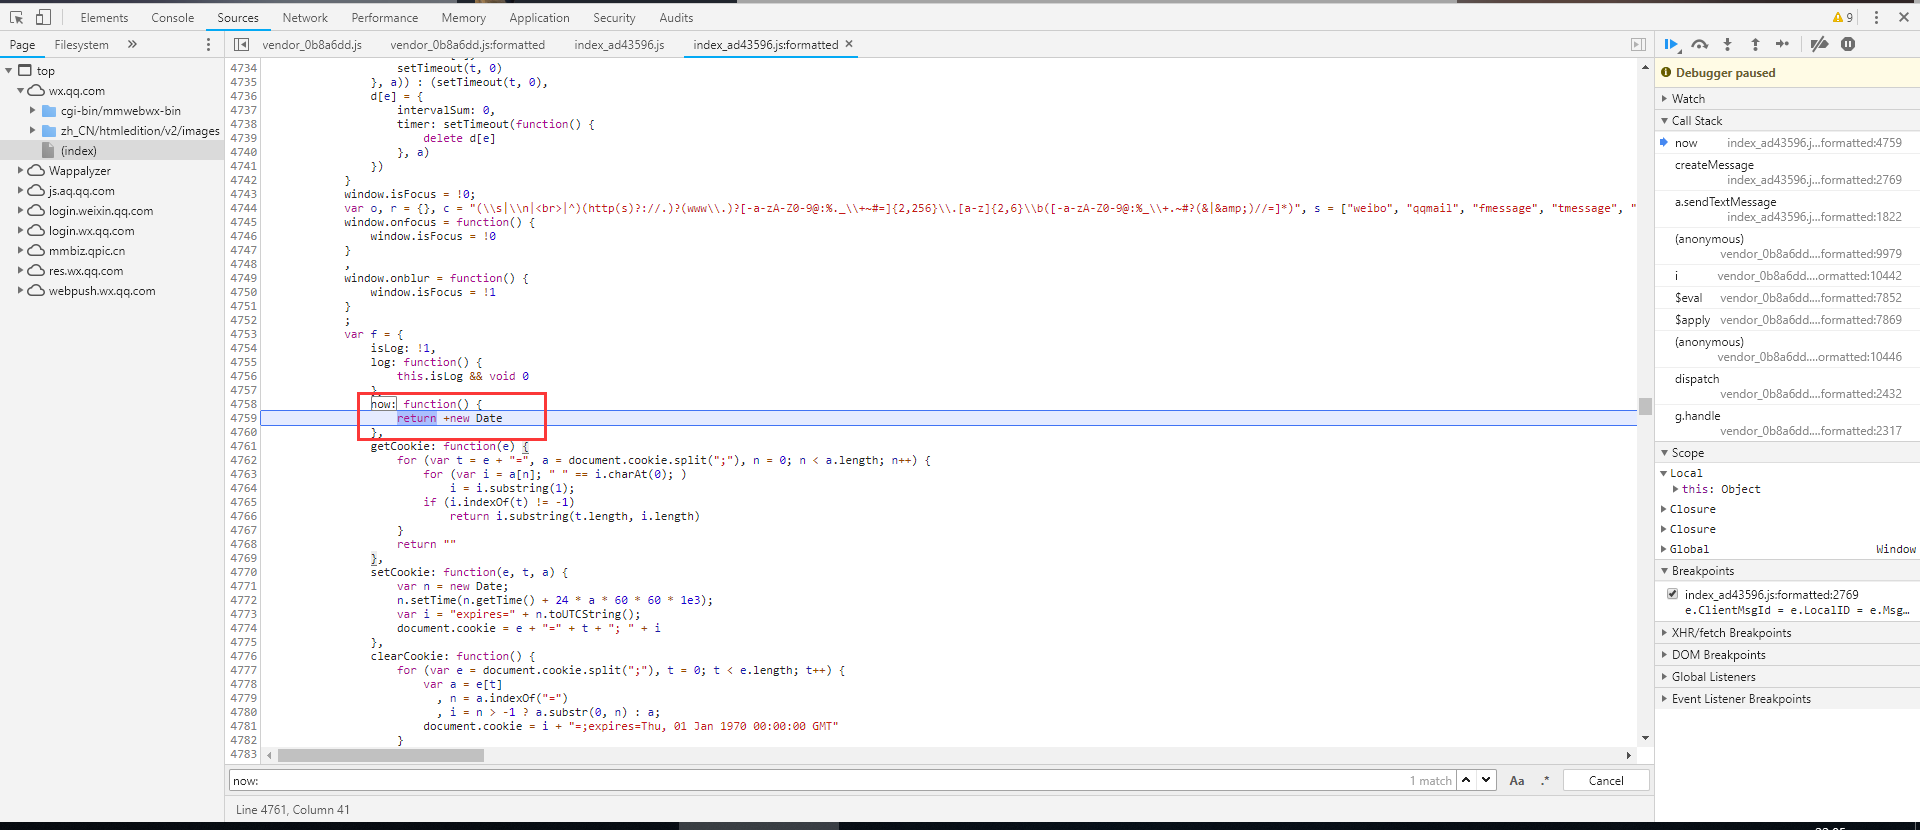 Elements Console Sources Network Performance Memory Application Security Audits 9
Page Filesystem
vendor_0b8a6dd.js vendor_0b8a6dd.js:formatted index_ad43596.js index_ad43596.js:formatted
top
wx.qq.com
cgi-bin/mmwebwx-bin
zh_CN/htmledition/v2/images
(index)
Wappalyzer
js.aq.qq.com
login.weixin.qq.com
login.wx.qq.com
mmbiz.qpic.cn
res.wx.qq.com
webpush.wx.qq.com
4734 setTimeout(t, 0)
4735 }, a)) : (setTimeout(t, 0),
4736 d[e] = {
4737 intervalSum: 0,
4738 timer: setTimeout(function() {
4739 delete d[e]
4740 }, a)
4741 })
4742 }
4743 window.isFocus = !0;
4744 var o, r = {}, c = "(\\s|\\n|<br>|^)(http(s)?://.)?(www\\.)?[-a-zA-Z0-9@:%._\\+~#=]{2,256}\\.[a-z]{2,6}\\b([-a-zA-Z0-9@:%_\\+.~#?(&|&amp;)//=]*)", s = ["weibo", "qqmail", "fmessage", "tmessage", "
4745 window.onfocus = function() {
4746 window.isFocus = !0
4747 }
4748 ,
4749 window.onblur = function() {
4750 window.isFocus = !1
4751 }
4752 ;
4753 var f = {
4754 isLog: !1,
4755 log: function() {
4756 this.isLog && void 0
4757 }
4758 now: function() {
4759 return +new Date
4760 },
4761 getCookie: function(e) {
4762 for (var t = e + "=", a = document.cookie.split(";"), n = 0; n < a.length; n++) {
4763 for (var i = a[n]; " " == i.charAt(0); )
4764 i = i.substring(1);
4765 if (i.indexOf(t) != -1)
4766 return i.substring(t.length, i.length)
4767 }
4768 return ""
4769 },
4770 setCookie: function(e, t, a) {
4771 var n = new Date;
4772 n.setTime(n.getTime() + 24 * a * 60 * 60 * 1e3);
4773 var i = "expires=" + n.toUTCString();
4774 document.cookie = e + "=" + t + "; " + i
4775 },
4776 clearCookie: function() {
4777 for (var e = document.cookie.split(";"), t = 0; t < e.length; t++) {
4778 var a = e[t]
4779 , n = a.indexOf("=")
4780 , i = n > -1 ? a.substr(0, n) : a;
4781 document.cookie = i + "=;expires=Thu, 01 Jan 1970 00:00:00 GMT"
4782 }
4783
now: 1 match Aa .* Cancel
Line 4761, Column 41
Debugger paused
Watch
Call Stack
now index_ad43596.j...formatted:4759
createMessage
index_ad43596.j...formatted:2769
a.sendTextMessage
index_ad43596.j...formatted:1822
(anonymous)
vendor_0b8a6dd....formatted:9979
i vendor_0b8a6dd....ormatted:10442
$eval vendor_0b8a6dd....formatted:7852
$apply vendor_0b8a6dd....formatted:7869
(anonymous)
vendor_0b8a6dd....ormatted:10446
dispatch
vendor_0b8a6dd....formatted:2432
g.handle
vendor_0b8a6dd....formatted:2317
Scope
Local
this: Object
Closure
Closure
Global Window
Breakpoints
index_ad43596.js:formatted:2769
e.ClientMsgId = e.LocalID = e.Msg...
XHR/fetch Breakpoints
DOM Breakpoints
Global Listeners
Event Listener Breakpoints